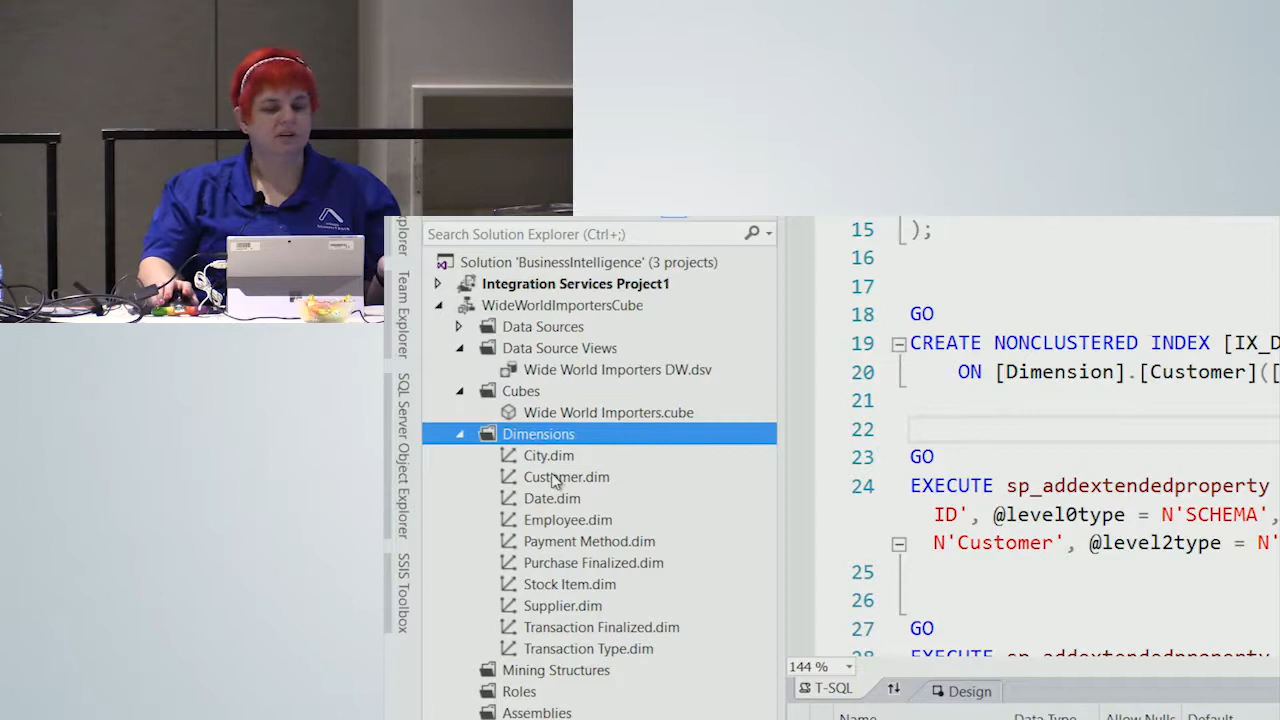 Search Solution Explorer (Ctrl+;)
Solution 'BusinessIntelligence' (3 projects)
Integration Services Project1
WideWorldImportersCube
Data Sources
Data Source Views
Wide World Importers DW.dsv
Cubes
Wide World Importers.cube
Dimensions
City.dim
Customer.dim
Date.dim
Employee.dim
Payment Method.dim
Purchase Finalized.dim
Stock Item.dim
Supplier.dim
Transaction Finalized.dim
Transaction Type.dim
Mining Structures
Roles
Assemblies
plorer
Team Explorer
SQL Server Object Explorer
SSIS Toolbox
15 );
16
17
18 GO
19 CREATE NONCLUSTERED INDEX [IX_D
20 ON [Dimension].[Customer]([
21
22
23 GO
24 EXECUTE sp_addextendedproperty
ID', @level0type = N'SCHEMA',
N'Customer', @level2type = N'
25
26
27 GO
28 EXECUTE sp_addextendedproperty
144 %
T-SQL
Design
Name Data Type Allow Nulls Default